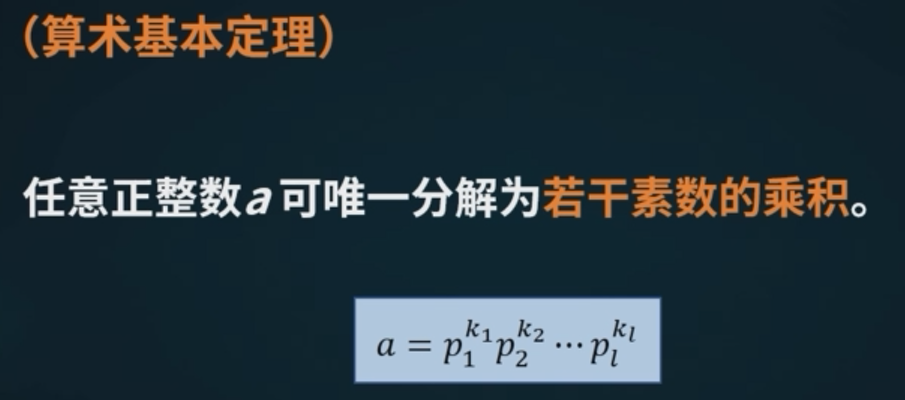 （算术基本定理）
任意正整数a可唯一分解为若干素数的乘积。
$a = p_1^{k_1} p_2^{k_2} \cdots p_l^{k_l}$